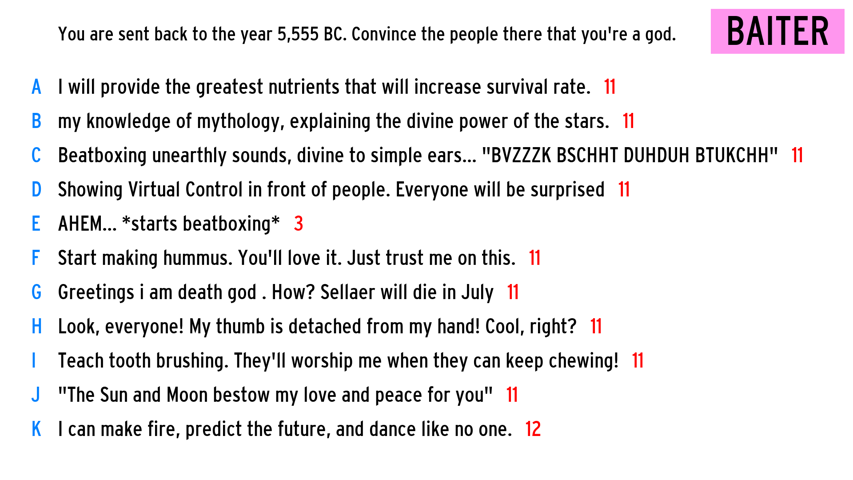 You are sent back to the year 5,555 BC. Convince the people there that you're a god.
BAITER
A I will provide the greatest nutrients that will increase survival rate. 11
B my knowledge of mythology, explaining the divine power of the stars. 11
C Beatboxing unearthly sounds, divine to simple ears... "BVZZZK BSCHHT DUHDUH BTUKCHH" 11
D Showing Virtual Control in front of people. Everyone will be surprised 11
E AHEM... *starts beatboxing* 3
F Start making hummus. You'll love it. Just trust me on this. 11
G Greetings i am death god . How? Sellaer will die in July 11
H Look, everyone! My thumb is detached from my hand! Cool, right? 11
I Teach tooth brushing. They'll worship me when they can keep chewing! 11
J "The Sun and Moon bestow my love and peace for you" 11
K I can make fire, predict the future, and dance like no one. 12